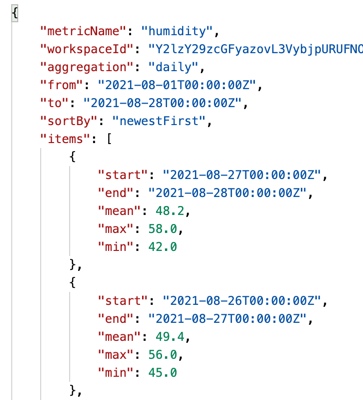 {
"metricName": "humidity",
"workspaceId": "Y2lzY29zcGFyazovL3VybjpURUFNO
"aggregation": "daily",
"from": "2021-08-01T00:00:00Z",
"to": "2021-08-28T00:00:00Z",
"sortBy": "newestFirst",
"items": [
{
"start": "2021-08-27T00:00:00Z",
"end": "2021-08-28T00:00:00Z",
"mean": 48.2,
"max": 58.0,
"min": 42.0
},
{
"start": "2021-08-26T00:00:00Z",
"end": "2021-08-27T00:00:00Z",
"mean": 49.4,
"max": 56.0,
"min": 45.0
},